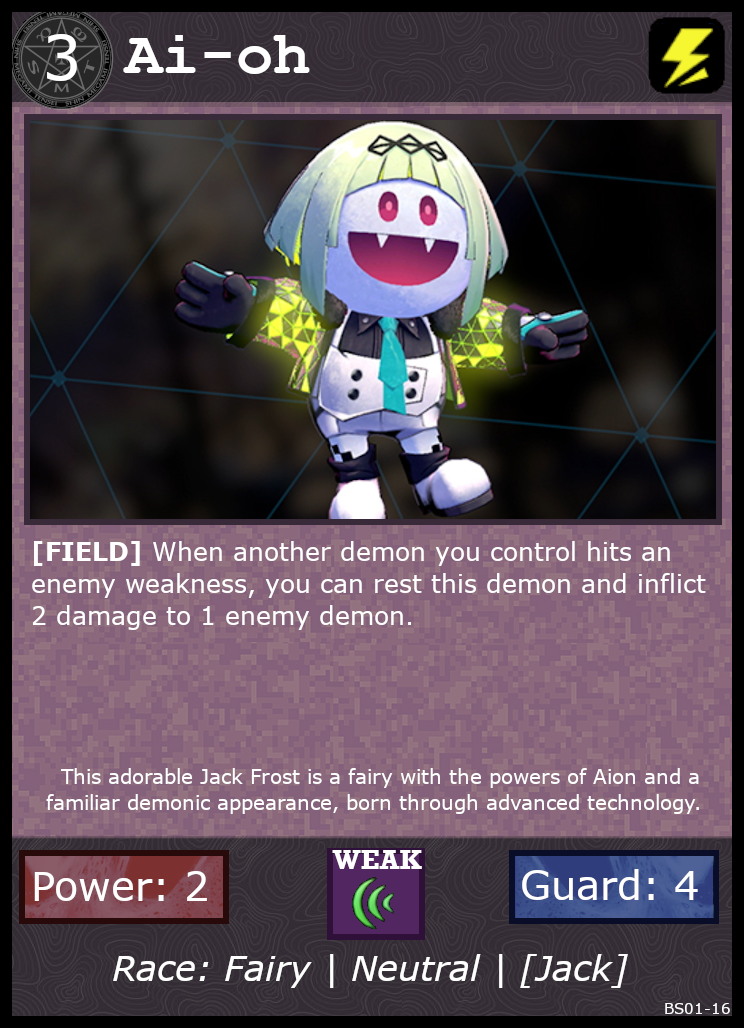 3 Ai-oh
[FIELD] When another demon you control hits an
enemy weakness, you can rest this demon and inflict
2 damage to 1 enemy demon.
This adorable Jack Frost is a fairy with the powers of Aion and a
familiar demonic appearance, born through advanced technology.
WEAK
Power: 2
Guard: 4
Race: Fairy | Neutral | [Jack]
BS01-16